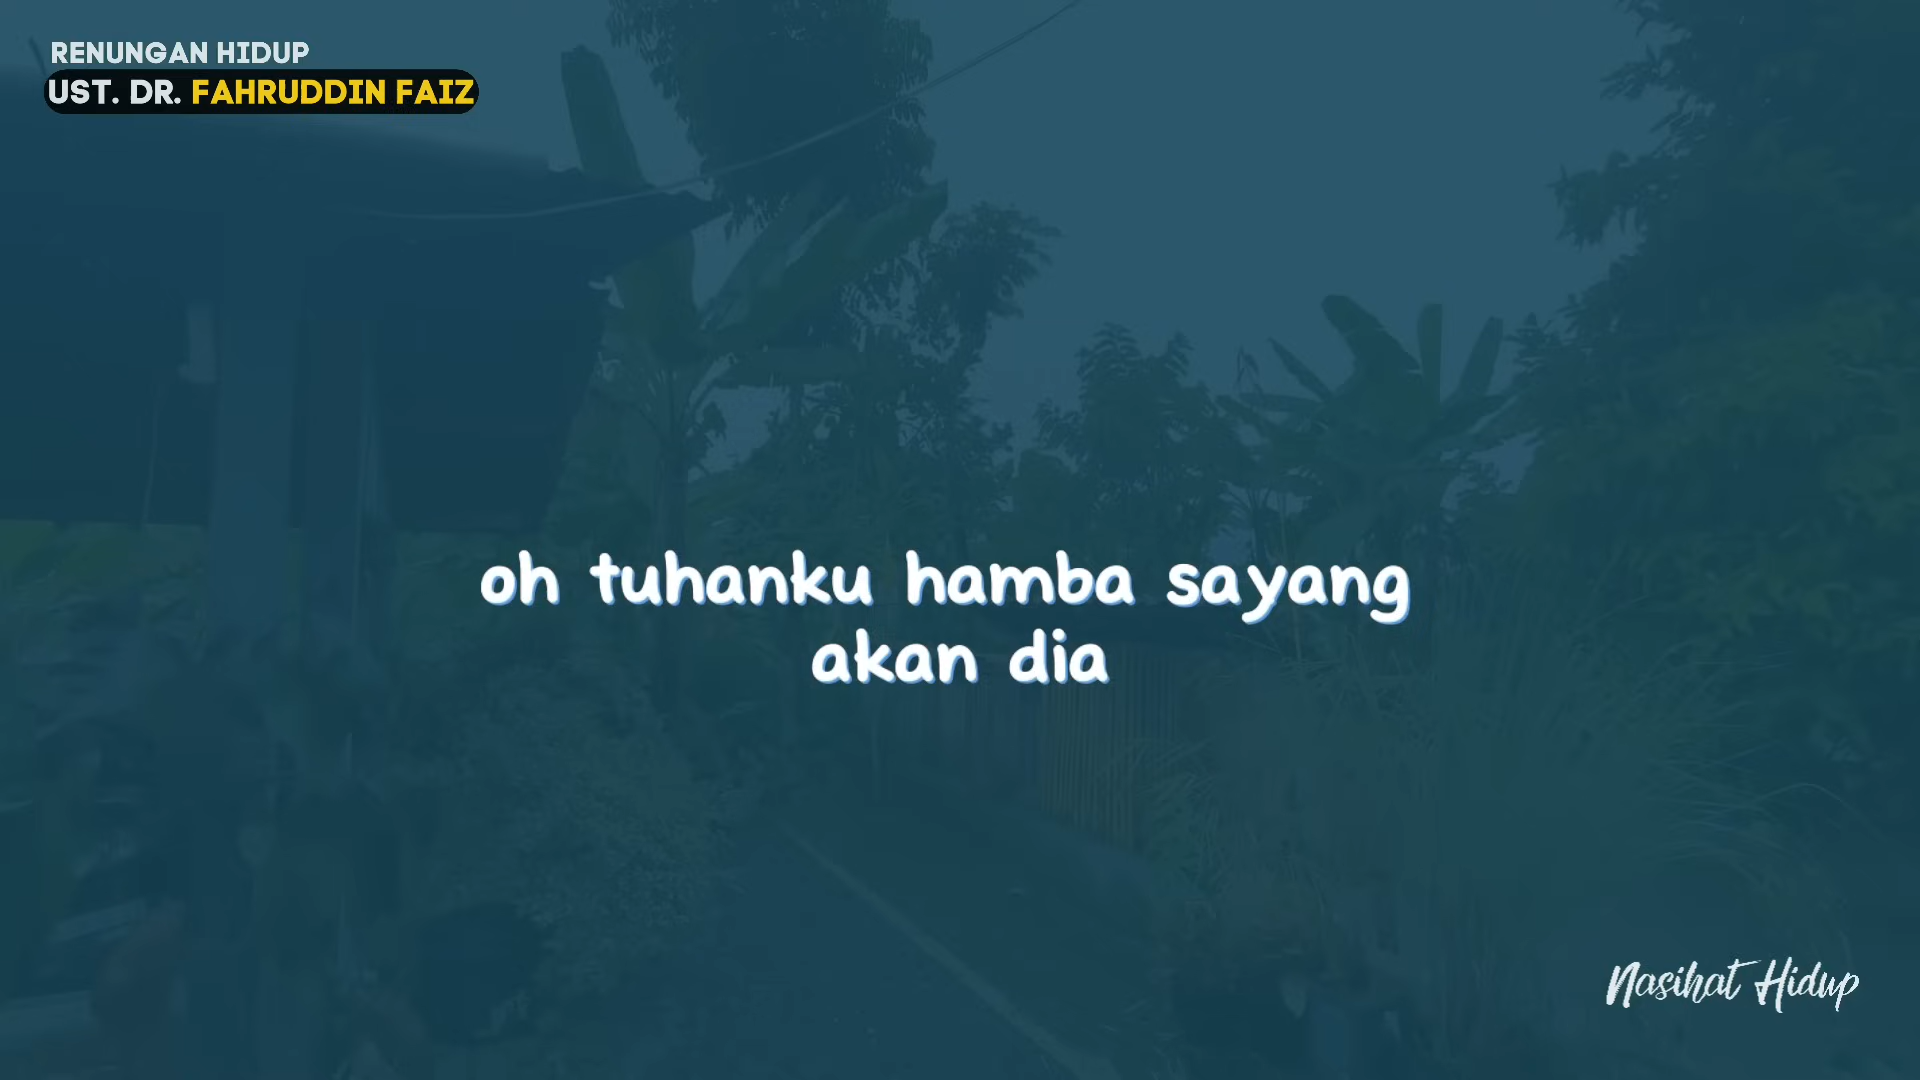 RENUNGAN HIDUP
UST. DR. FAHRUDDIN FAIZ
oh tuhanku hamba sayang
akan dia
Nasihat Hidup